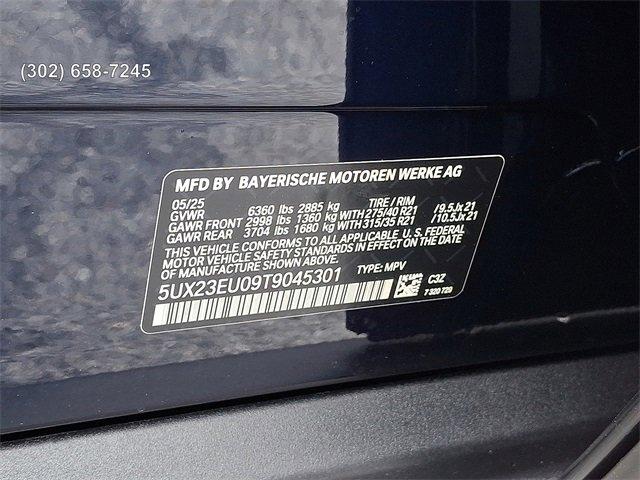 (302) 658-7245
MFD BY BAYERISCHE MOTOREN WERKE AG
05/25 TIRE / RIM
GVWR 6360 lbs 2885 kg
GAWR FRONT 2998 lbs 1360 kg WITH 275/40 R21 /9.5Jx21
GAWR REAR 3704 lbs 1680 kg WITH 315/35 R21 /10.5Jx21
THIS VEHICLE CONFORMS TO ALL APPLICABLE U.S. FEDERAL
MOTOR VEHICLE SAFETY STANDARDS IN EFFECT ON THE
DATE OF MANUFACTURE SHOWN ABOVE.
5UX23EU09T9045301 TYPE: MPV
C3Z
7 320 729